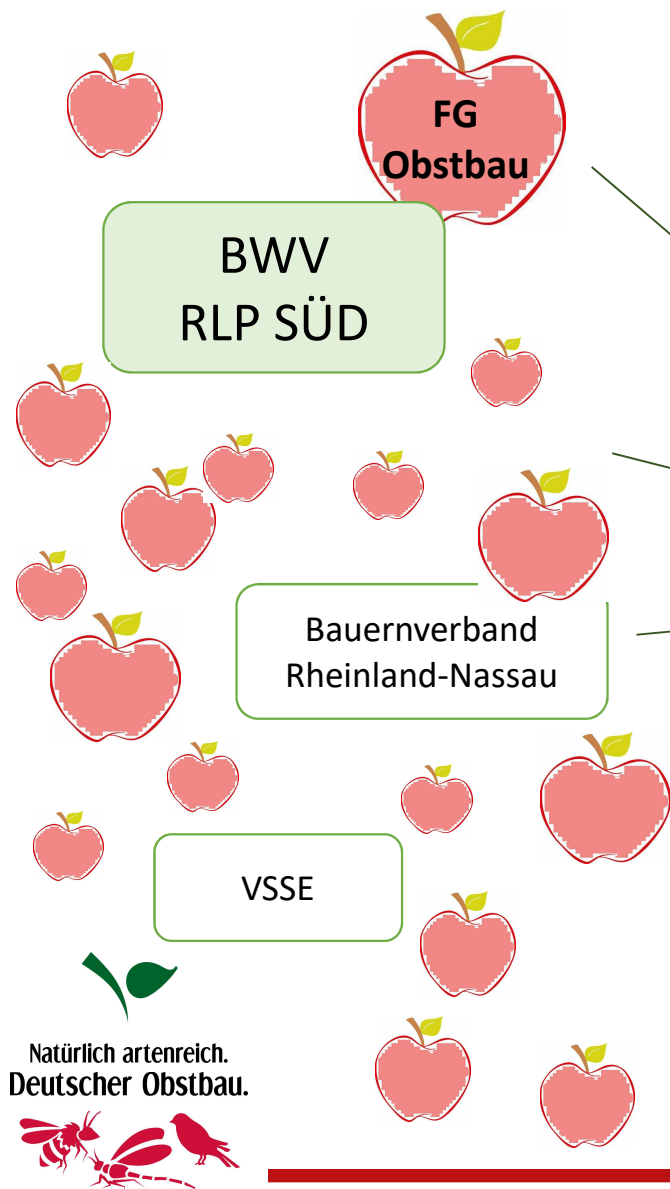 FG
Obstbau
BWV
RLP SÜD
Bauernverband
Rheinland-Nassau
VSSE
Natürlich artenreich.
Deutscher Obstbau.